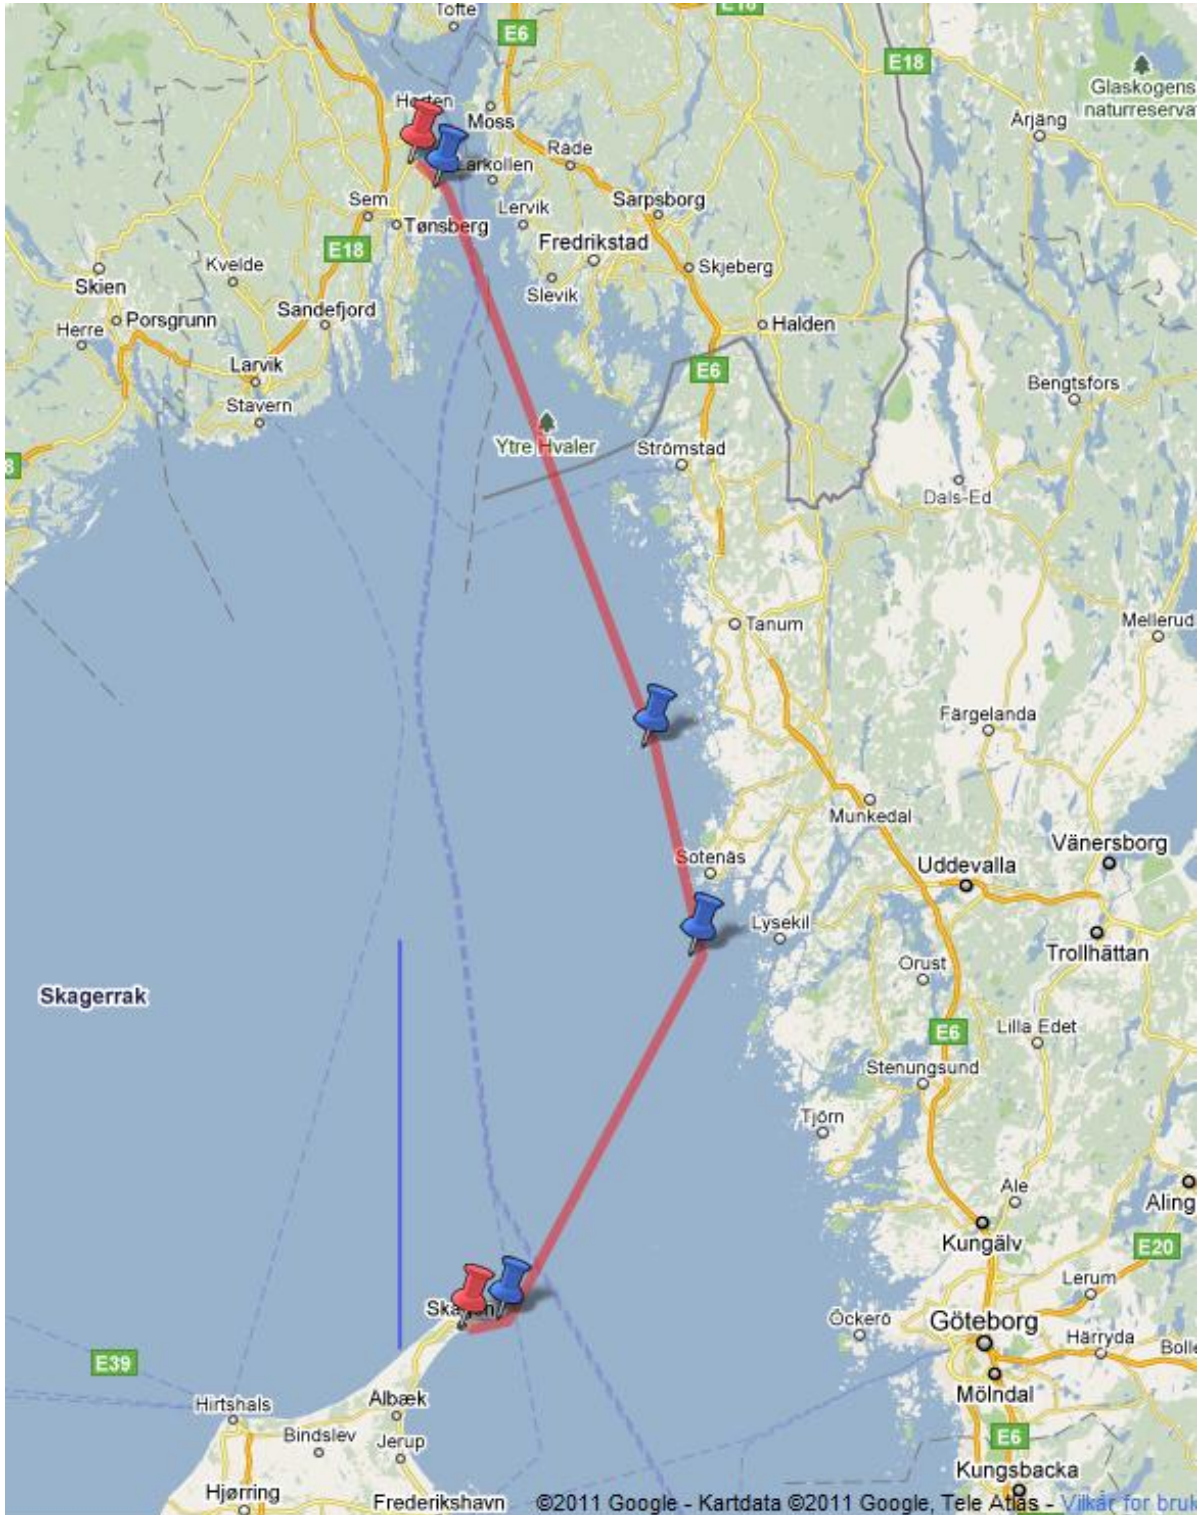 Tofte
E18
E6
E18
Glaskogens
naturreserva
Horten
Moss
Årjäng
Råde
Larkollen
Sem
Lervik
Sarpsborg
Tønsberg
E18
Fredrikstad
Kvelde
Skjeberg
Skien
Slevik
Sandefjord
Porsgrunn
Herre
Halden
Larvik
E6
Bengtsfors
Stavern
Ytre Hvaler
Strömstad
8
Dals-Ed
Tanum
Mellerud
Färgelanda
Munkedal
Sotenäs
Vänersborg
Uddevalla
Lysekil
Trollhättan
Orust
Skagerrak
E6
Lilla Edet
Stenungsund
Tjörn
Ale
Aling
Kungälv
E20
Lerum
Skagen
Öckerö
Göteborg
Härryda
Bolle
E39
Mölndal
Albæk
Hirtshals
Bindslev
Jerup
E6
Kungsbacka
Hjørring
Frederikshavn
©2011 Google - Kartdata ©2011 Google, Tele Atlas - Vilkår for bruk